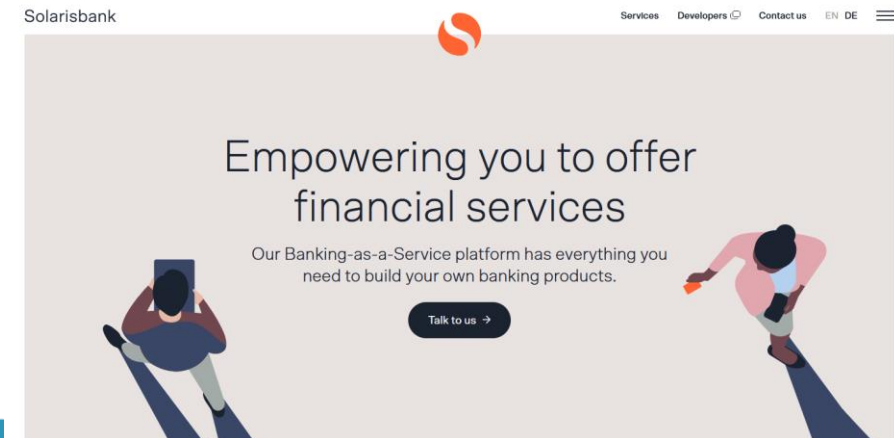 Solarisbank
Services Developers Contact us EN DE
Empowering you to offer
financial services
Our Banking-as-a-Service platform has everything you
need to build your own banking products.
Talk to us →